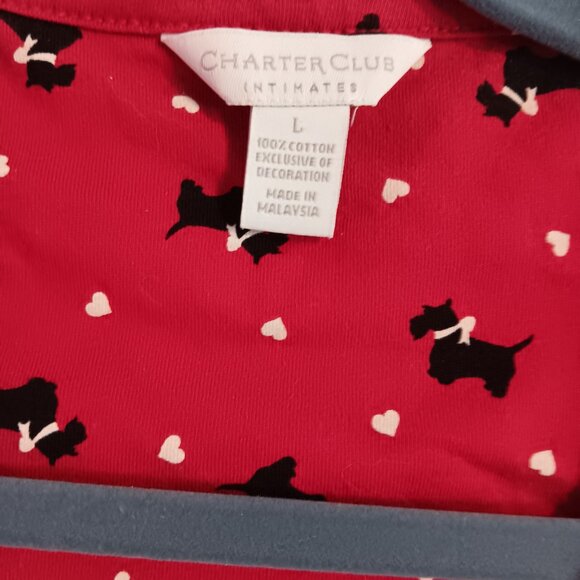 CHARTER CLUB
INTIMATES
L
100% COTTON
EXCLUSIVE OF
DECORATION
MADE IN
MALAYSIA